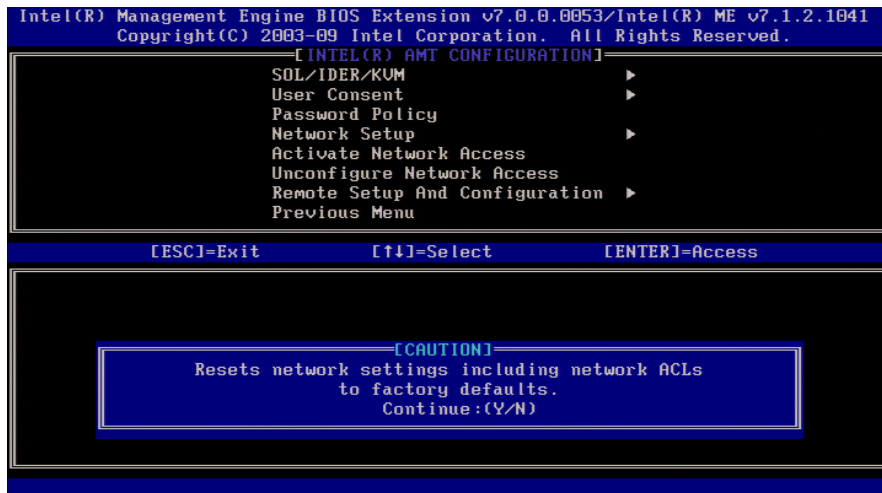 Intel(R) Management Engine BIOS Extension v7.0.0.0053/Intel(R) ME v7.1.2.1041
Copyright(C) 2003-09 Intel Corporation. All Rights Reserved.
[INTEL(R) AMT CONFIGURATION]
SOL/IDER/KVM ►
User Consent ►
Password Policy
Network Setup ►
Activate Network Access
Unconfigure Network Access
Remote Setup And Configuration ►
Previous Menu
[ESC]=Exit [↑↓]=Select [ENTER]=Access
[CAUTION]
Resets network settings including network ACLs
to factory defaults.
Continue:(Y/N)